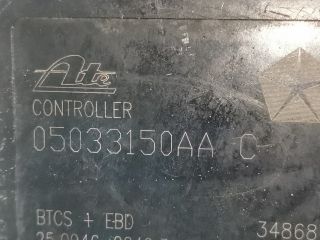 Ate
CONTROLLER
05033150AA C
BTCS + EBD
34868